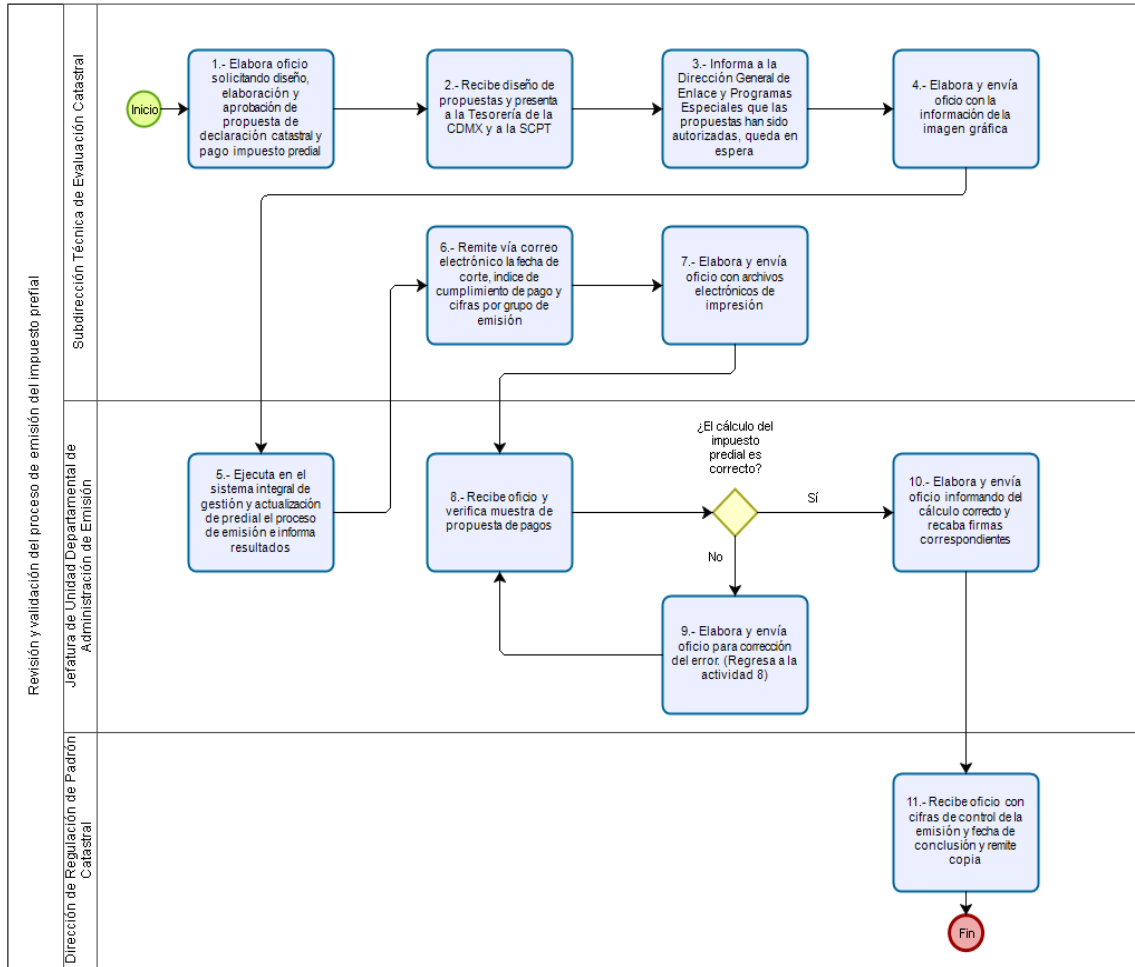 Revisión y validación del proceso de emisión del impuesto prefial
Subdirección Técnica de Evaluación Catastral
Inicio
1.- Elabora oficio
solicitando diseño,
elaboración y
aprobación de
propuesta de
declaración catastral y
pago impuesto predial
2.- Recibe diseño de
propuestas y presenta
a la Tesorería de la
CDMX y a la SCPT
3.- Informa a la
Dirección General de
Enlace y Programas
Especiales que las
propuestas han sido
autorizadas, queda en
espera
4.- Elabora y envía
oficio con la
información de la
imagen gráfica
6.- Remite vía correo
electrónico la fecha de
corte, indice de
cumplimiento de pago y
cifras por grupo de
emisión
7.- Elabora y envía
oficio con archivos
electrónicos de
impresión
Jefatura de Unidad Departamental de
Administración de Emisión
5.- Ejecuta en el
sistema integral de
gestión y actualización
de predial el proceso
de emisión e informa
resultados
8.- Recibe oficio y
verifica muestra de
propuesta de pagos
¿El cálculo del
impuesto
predial es
correcto?
Sí
No
10.- Elabora y envía
oficio informando del
cálculo correcto y
recaba firmas
correspondientes
9.- Elabora y envía
oficio para corrección
del error. (Regresa a la
actividad 8)
Dirección de Regulación de Padrón
Catastral
11.- Recibe oficio con
cifras de control de la
emisión y fecha de
conclusión y remite
copia
Fin